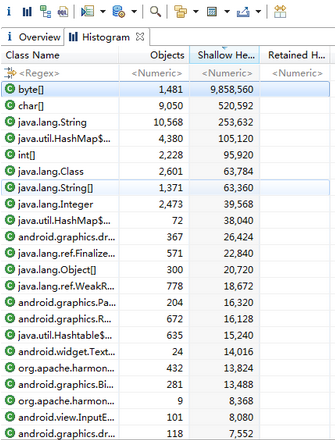 Overview Histogram
Class Name Objects Shallow He... Retained H...
<Regex> <Numeric> <Numeric> <Numeric>
byte[] 1,481 9,858,560
char[] 9,050 520,592
java.lang.String 10,568 253,632
java.util.HashMap$... 4,380 105,120
int[] 2,228 95,920
java.lang.Class 2,601 63,784
java.lang.String[] 1,371 63,360
java.lang.Integer 2,473 39,568
java.util.HashMap$... 72 38,040
android.graphics.dr... 367 26,424
java.lang.ref.Finalize... 571 22,840
java.lang.Object[] 300 20,720
java.lang.ref.WeakR... 778 18,672
android.graphics.Pa... 204 16,320
android.graphics.R... 672 16,128
java.util.Hashtable$... 635 15,240
android.widget.Text... 24 14,016
org.apache.harmon... 432 13,824
android.graphics.Bi... 281 13,488
org.apache.harmon... 9 8,368
android.view.InputE... 101 8,080
android.graphics.dr... 118 7,552